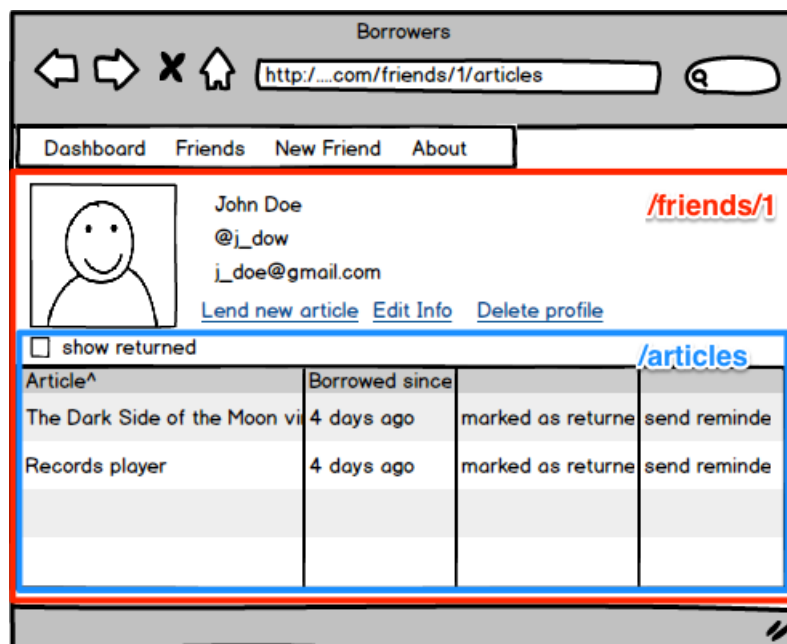 Borrowers
http:/....com/friends/1/articles
Dashboard Friends New Friend About
John Doe /friends/1
@j_dow
j_doe@gmail.com
Lend new article Edit Info Delete profile
show returned /articles
Article^ Borrowed since
The Dark Side of the Moon vi 4 days ago marked as returne send reminde
Records player 4 days ago marked as returne send reminde